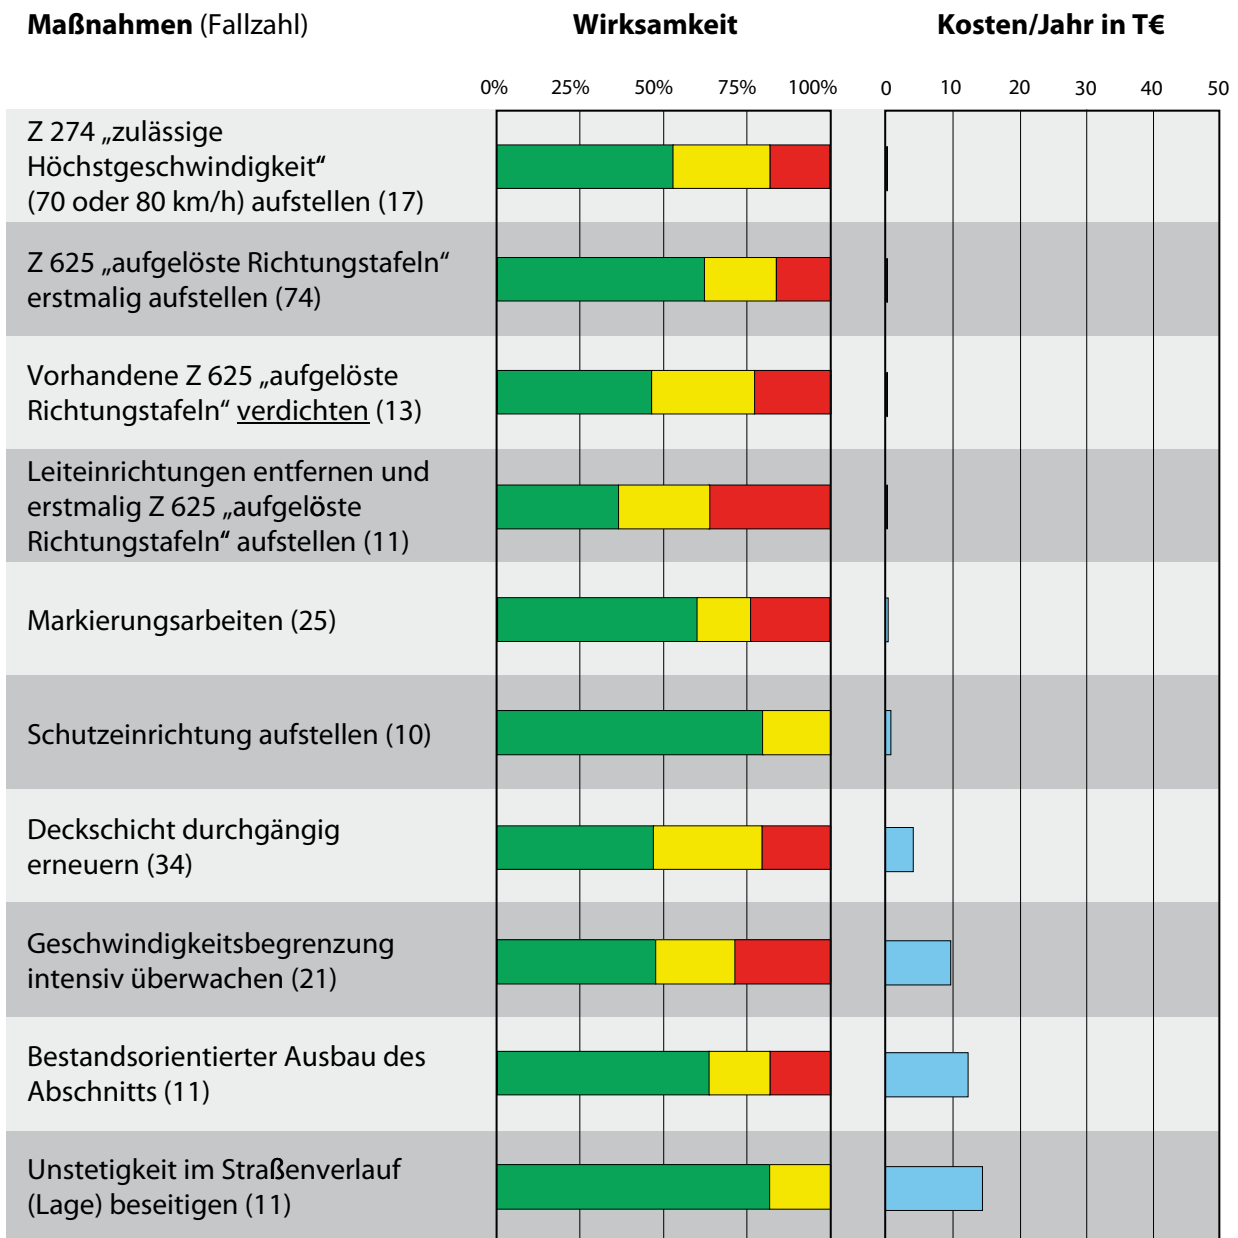 Maßnahmen (Fallzahl) Wirksamkeit Kosten/Jahr in T€
0% 25% 50% 75% 100% 0 10 20 30 40 50
Z 274 „zulässige
Höchstgeschwindigkeit“
(70 oder 80 km/h) aufstellen (17)
Z 625 „aufgelöste Richtungstafeln“
erstmalig aufstellen (74)
Vorhandene Z 625 „aufgelöste
Richtungstafeln“ verdichten (13)
Leiteinrichtungen entfernen und
erstmalig Z 625 „aufgelöste
Richtungstafeln“ aufstellen (11)
Markierungsarbeiten (25)
Schutzeinrichtung aufstellen (10)
Deckschicht durchgängig
erneuern (34)
Geschwindigkeitsbegrenzung
intensiv überwachen (21)
Bestandsorientierter Ausbau des
Abschnitts (11)
Unstetigkeit im Straßenverlauf
(Lage) beseitigen (11)